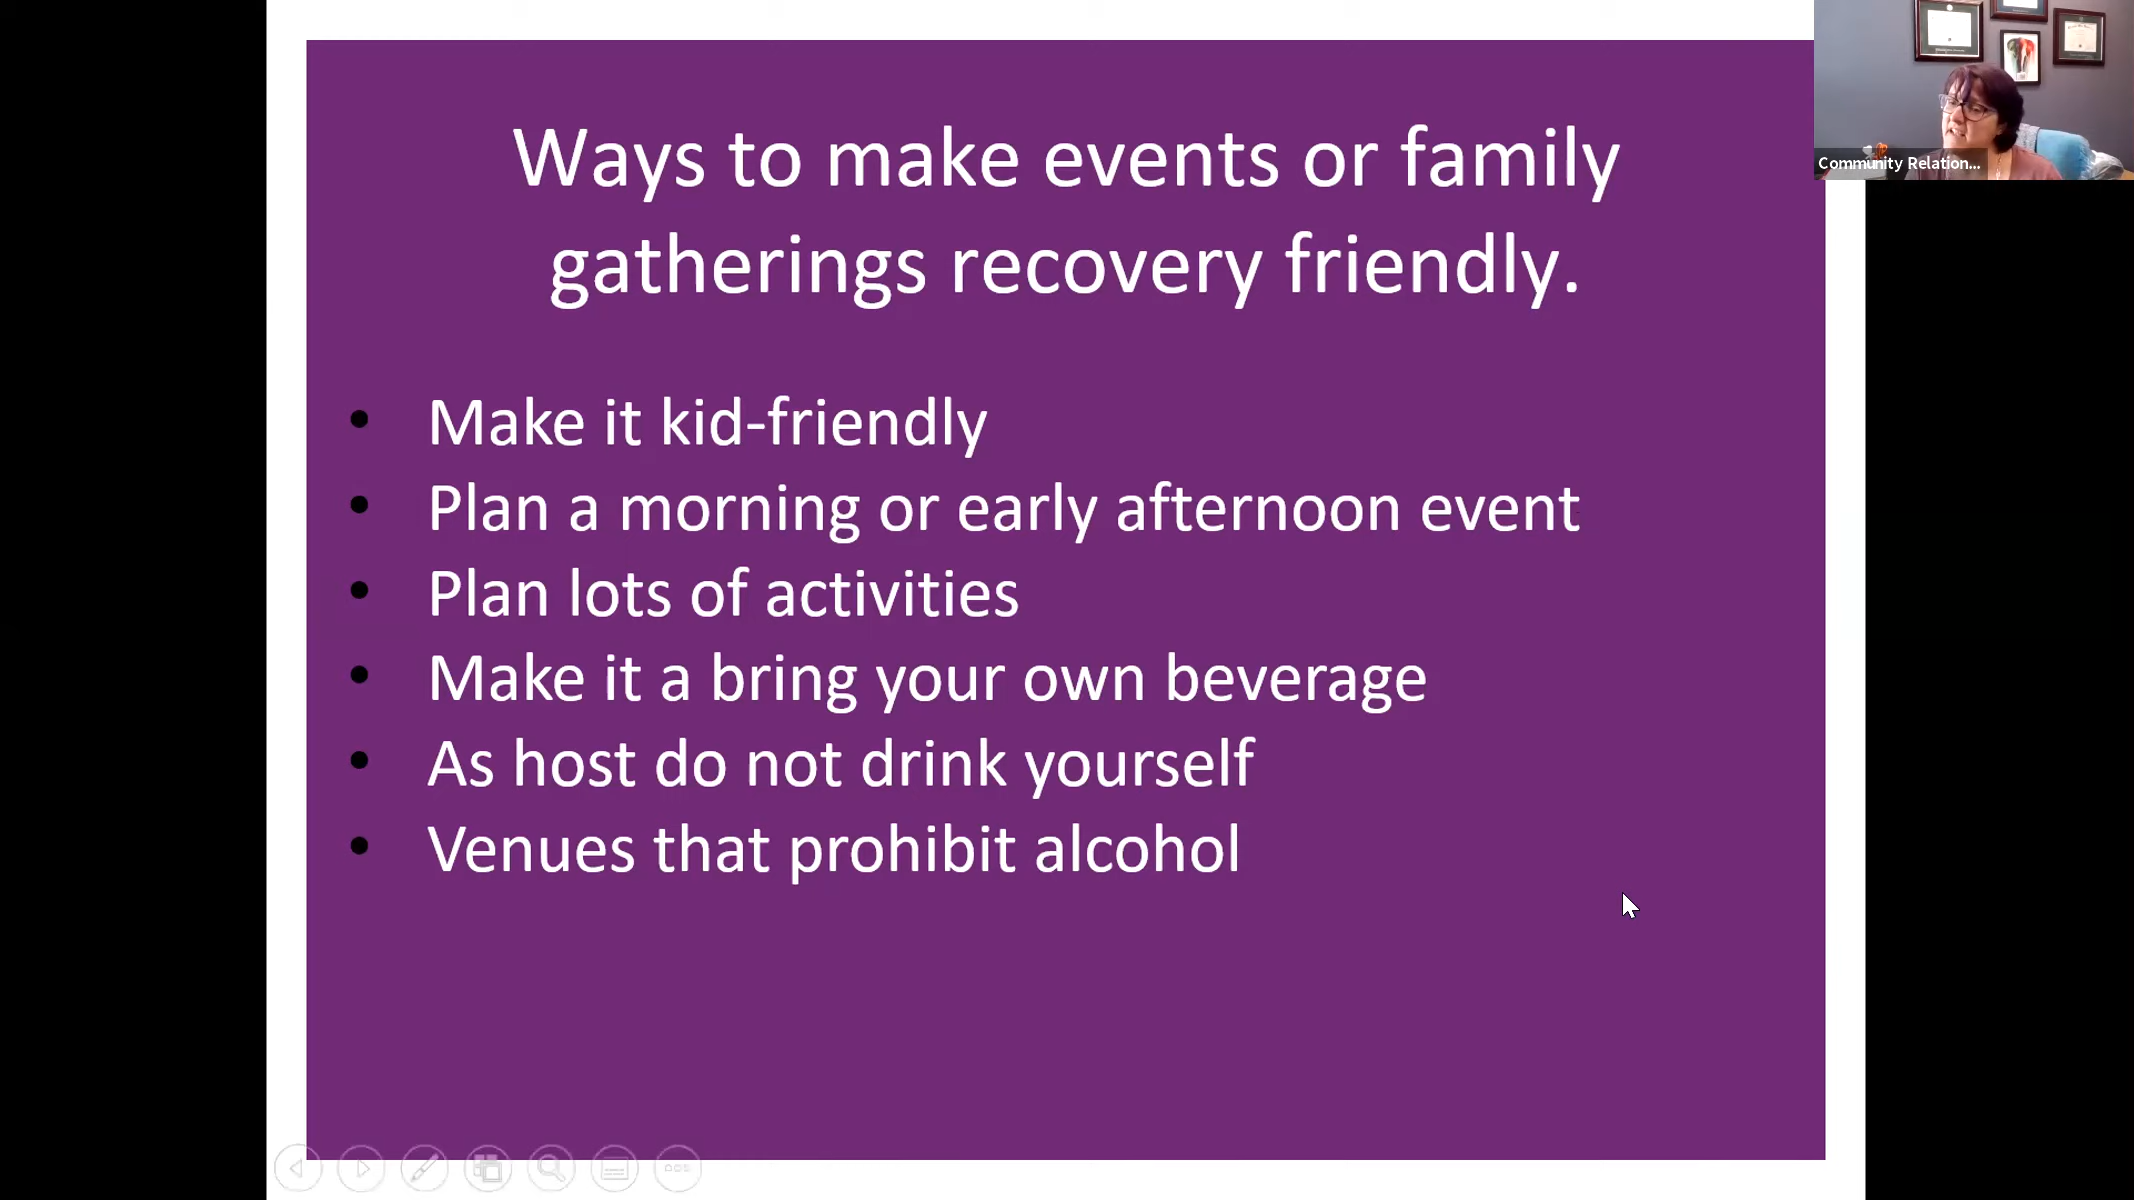 Ways to make events or family
gatherings recovery friendly.
• Make it kid-friendly
• Plan a morning or early afternoon event
• Plan lots of activities
• Make it a bring your own beverage
• As host do not drink yourself
• Venues that prohibit alcohol
Community Relation...